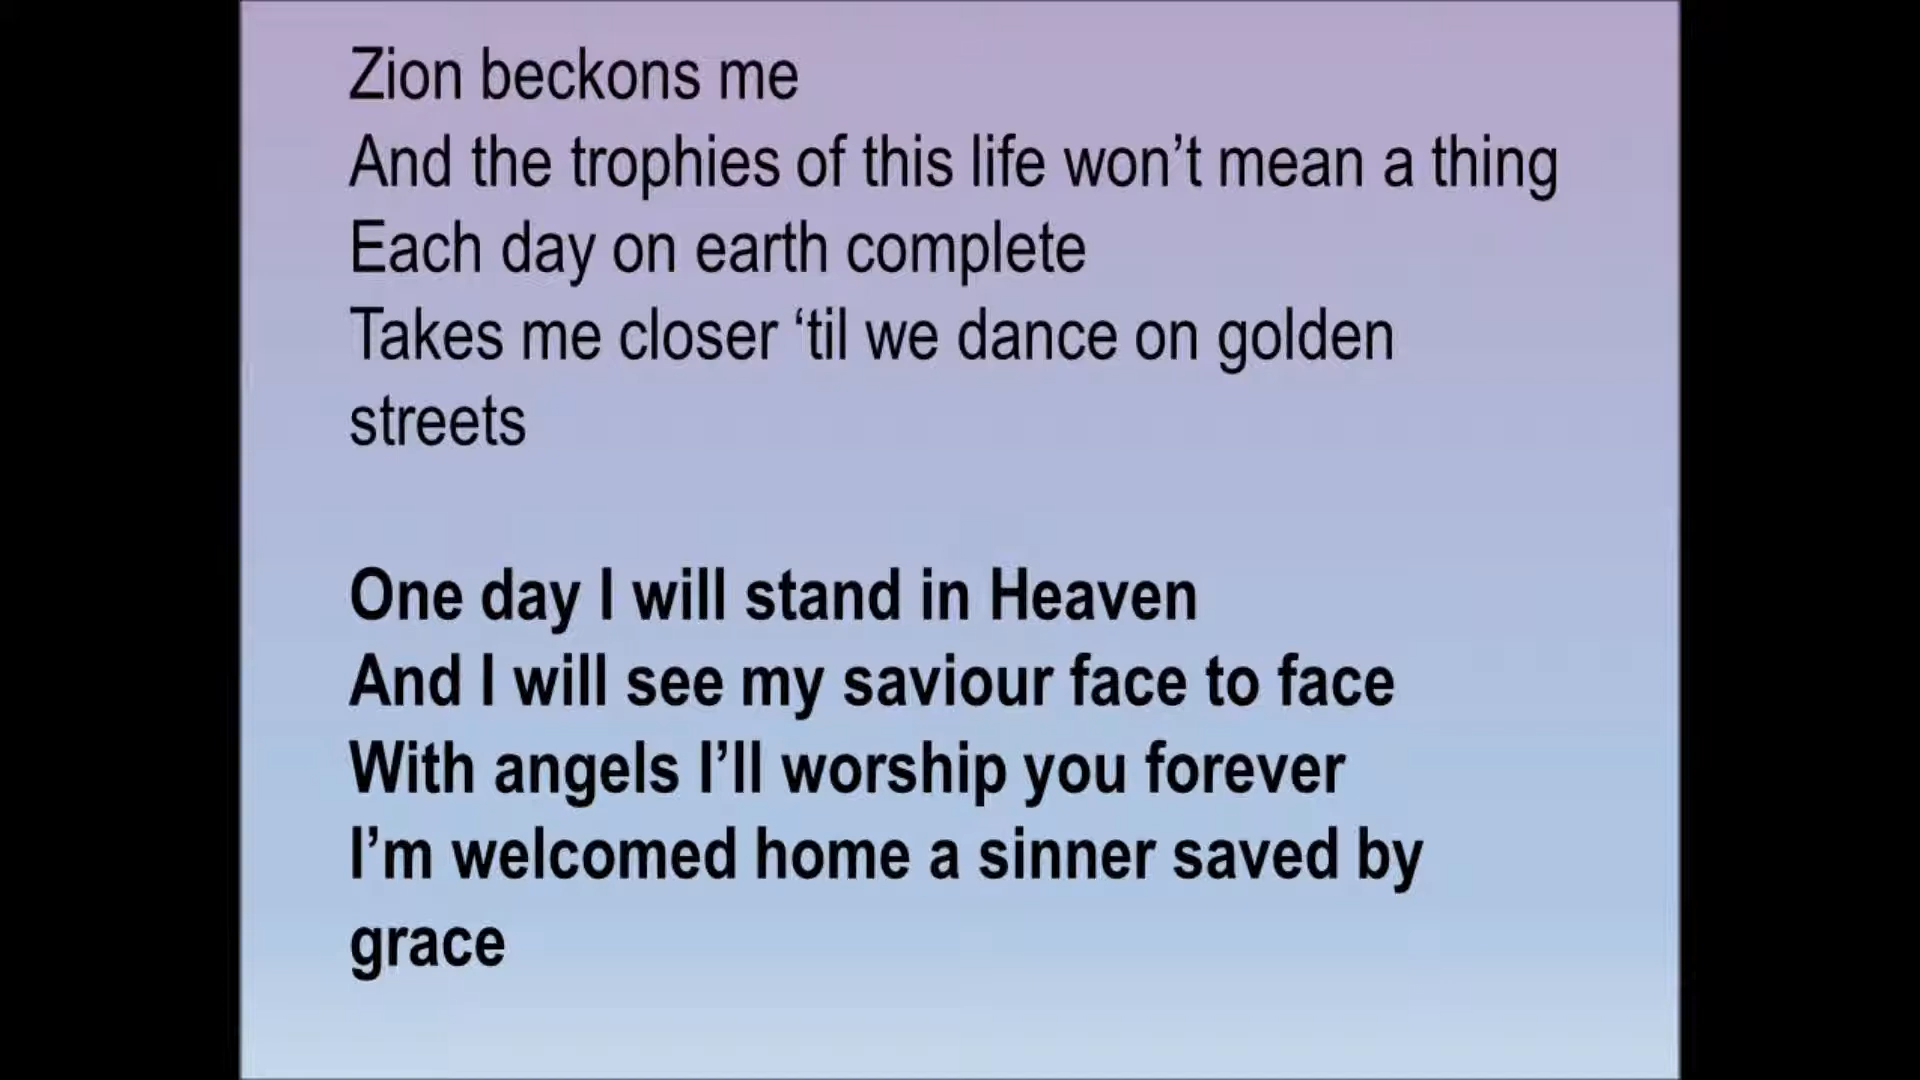 Zion beckons me
And the trophies of this life won’t mean a thing
Each day on earth complete
Takes me closer ‘til we dance on golden
streets
One day I will stand in Heaven
And I will see my saviour face to face
With angels I’ll worship you forever
I’m welcomed home a sinner saved by
grace